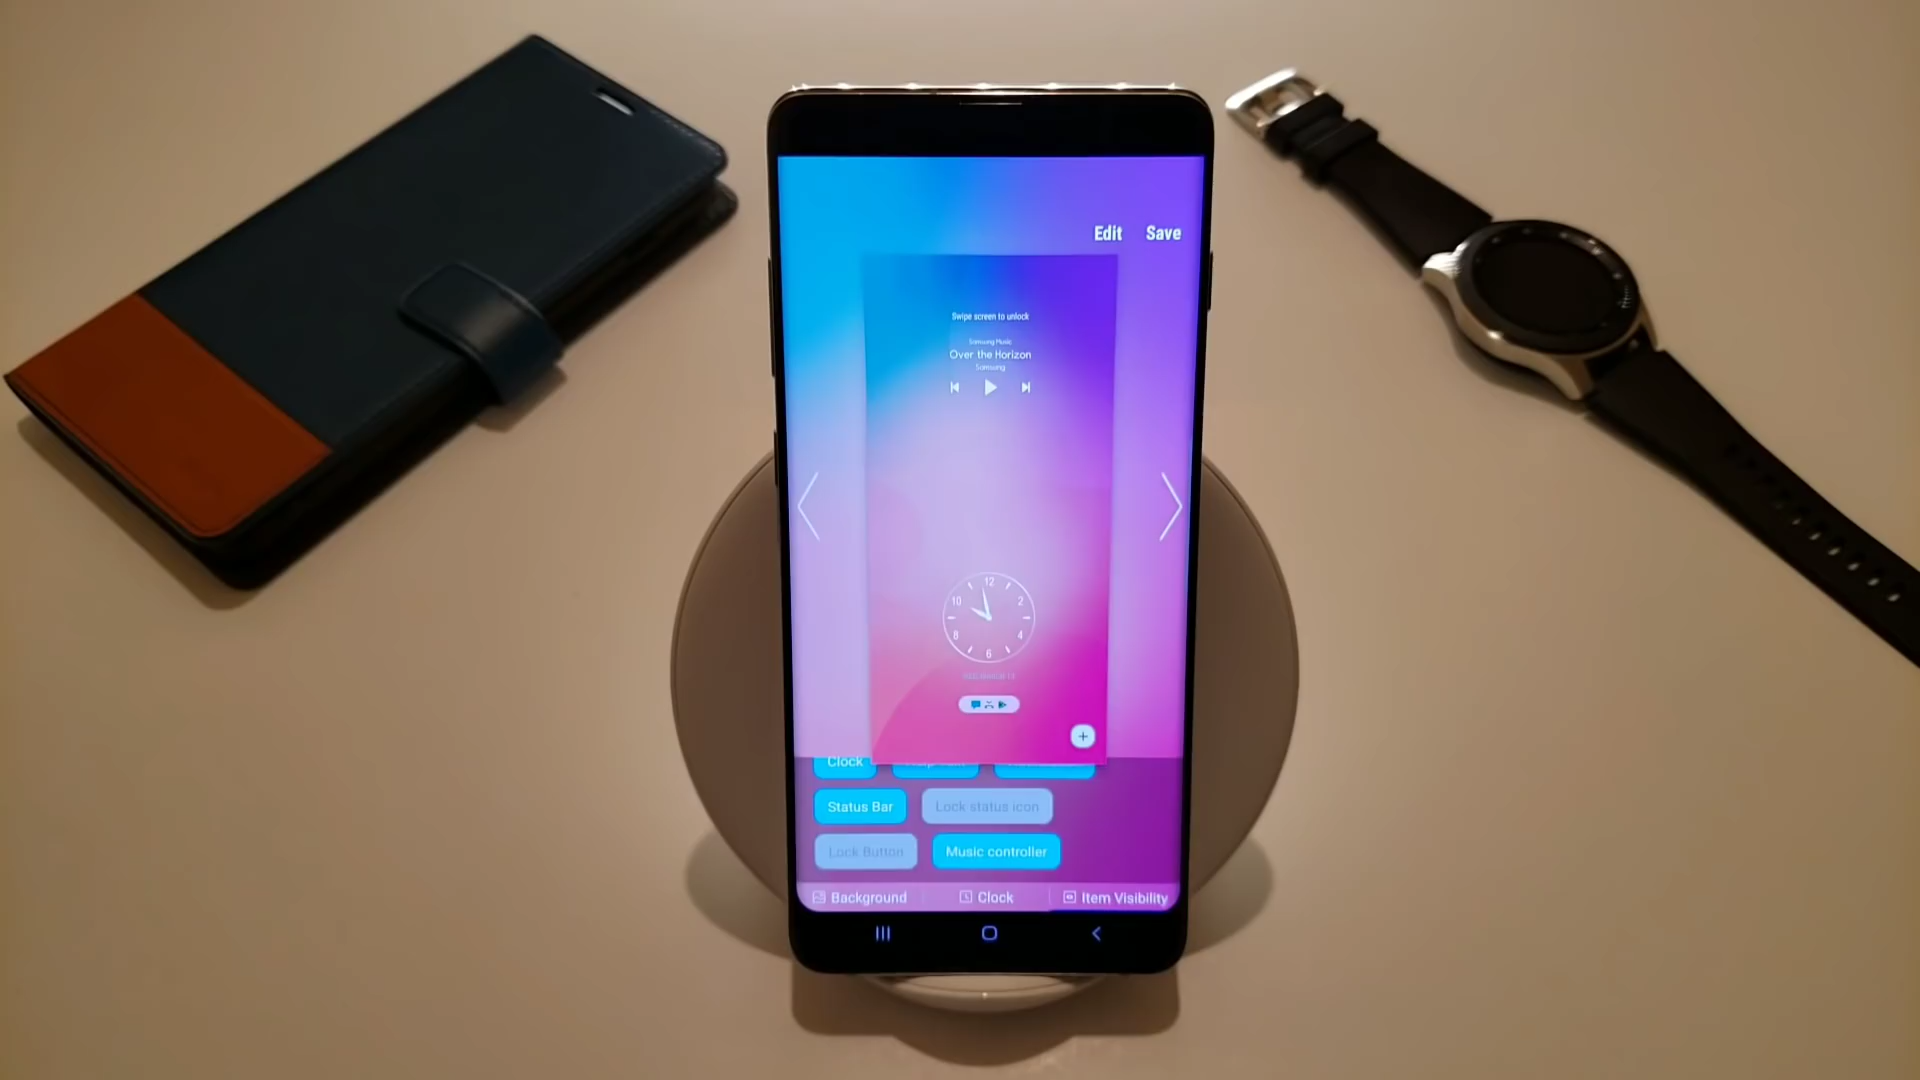 Edit Save
Swipe screen to unlock
Samsung Music
Over the Horizon
Samsung
12
10 2
8 4
6
Clock
Status Bar Lock status icon
Lock Button Music controller
Background Clock Item Visibility